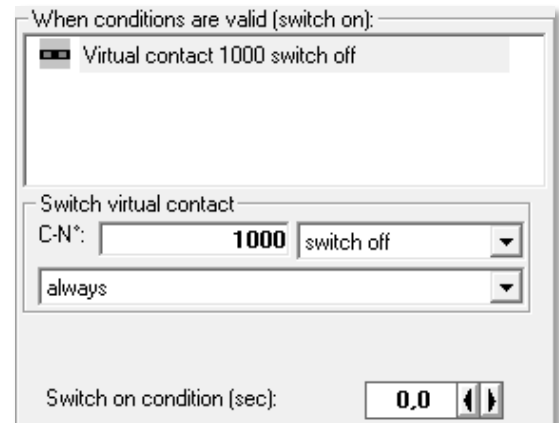 When conditions are valid (switch on):
Virtual contact 1000 switch off
Switch virtual contact
C-N°: 1000 switch off
always
Switch on condition (sec): 0,0